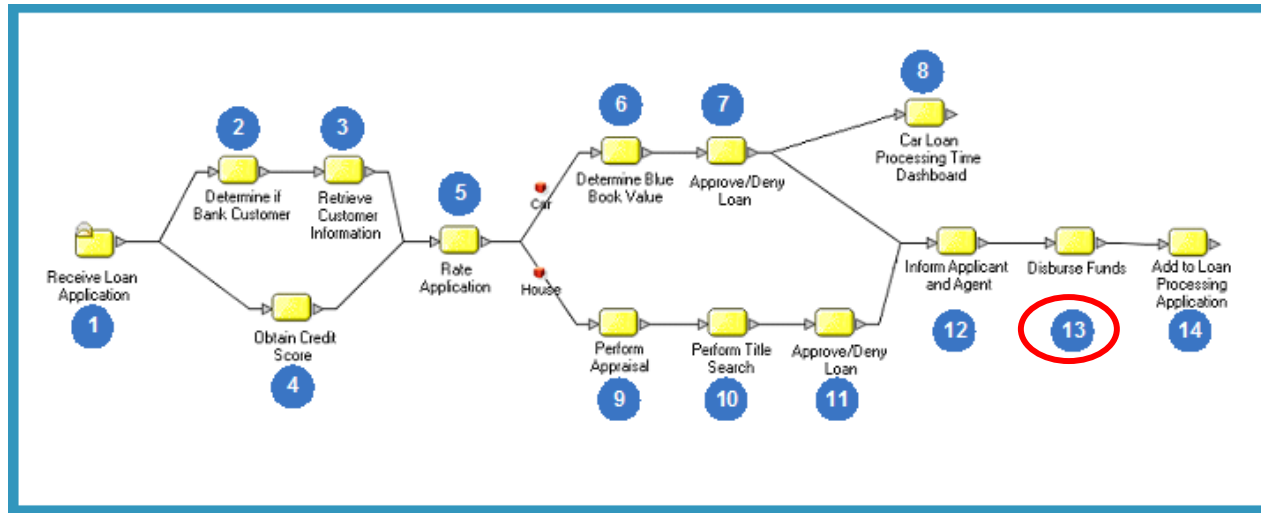 1
Receive Loan
Application
2
Determine if
Bank Customer
3
Retrieve
Customer
Information
4
Obtain Credit
Score
5
Rate
Application
Car
House
6
Determine Blue
Book Value
7
Approve/Deny
Loan
8
Car Loan
Processing Time
Dashboard
9
Perform
Appraisal
10
Perform Title
Search
11
Approve/Deny
Loan
12
Inform Applicant
and Agent
13
Disburse Funds
14
Add to Loan
Processing
Application